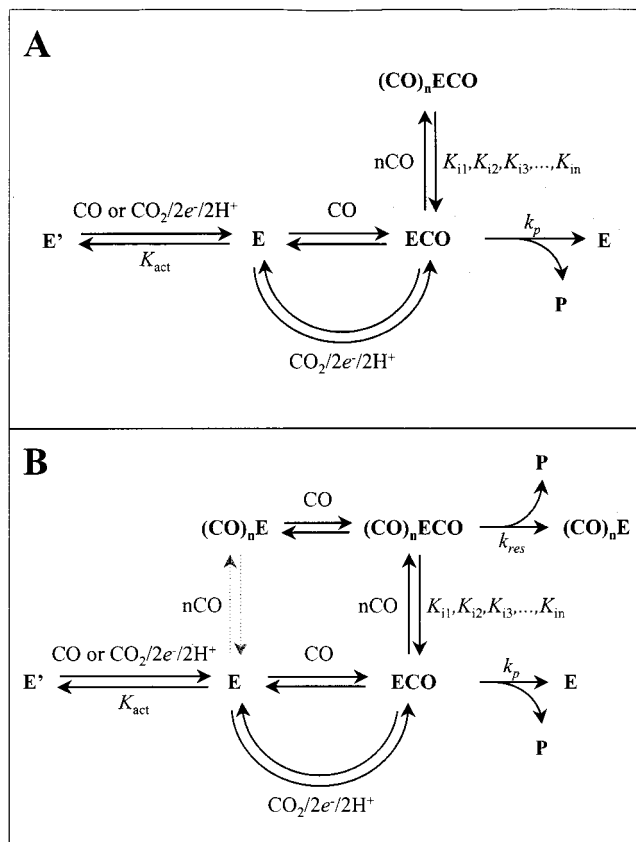 A
(CO)nECO
nCO Ki1,Ki2,Ki3,...,Kin
CO or CO2/2e-/2H+ CO kp
E' E ECO E
Kact
P
CO2/2e-/2H+
B
P
CO
(CO)nE (CO)nECO (CO)nE
kres
nCO nCO Ki1,Ki2,Ki3,...,Kin
CO or CO2/2e-/2H+ CO kp
E' E ECO E
Kact
P
CO2/2e-/2H+